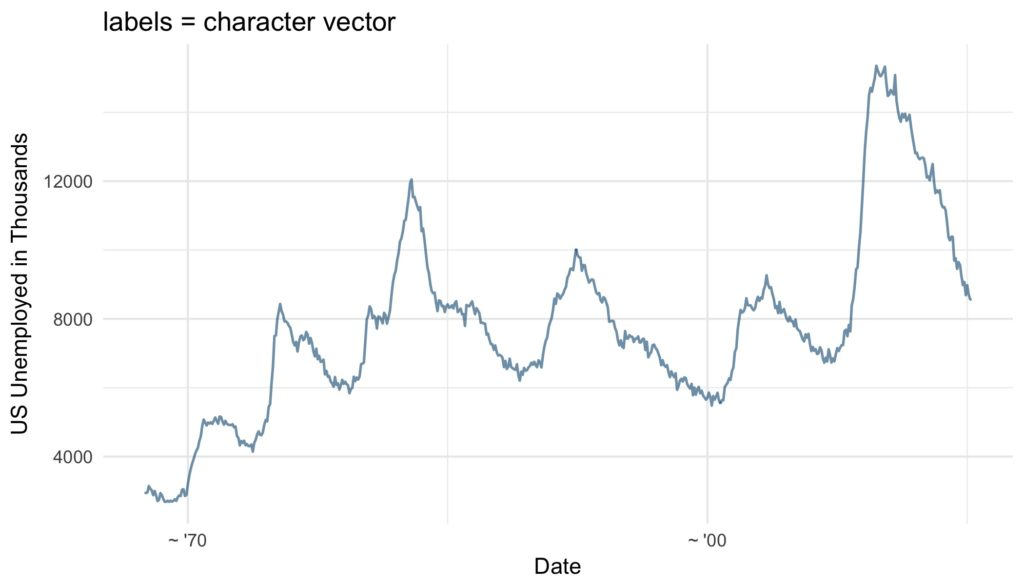 labels = character vector
US Unemployed in Thousands
12000
8000
4000
~ '70
~ '00
Date